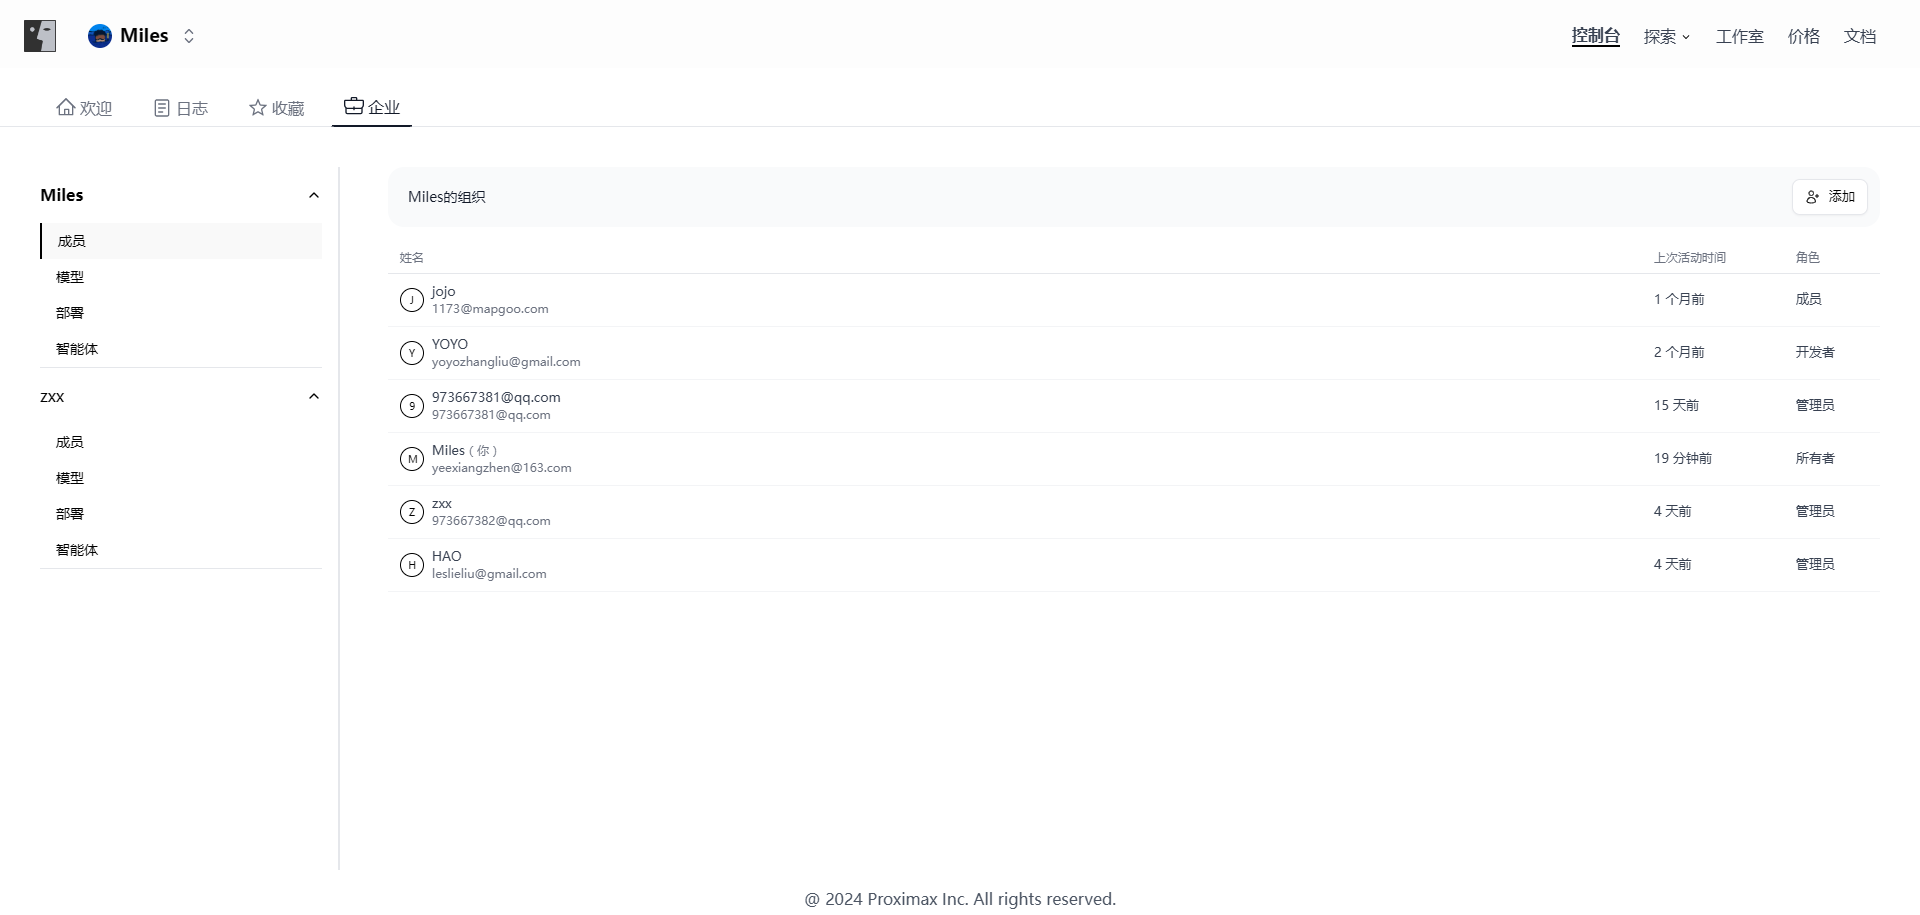 Miles
控制台
探索
工作室
价格
文档
欢迎
日志
收藏
企业
Miles
成员
模型
部署
智能体
zxx
成员
模型
部署
智能体
Miles的组织
添加
姓名 上次活动时间 角色
J jojo
1173@mapgoo.com
1 个月前 成员
Y YOYO
yoyozhangliu@gmail.com
2 个月前 开发者
9 973667381@qq.com
973667381@qq.com
15 天前 管理员
M Miles ( 你 )
yeexiangzhen@163.com
19 分钟前 所有者
Z zxx
973667382@qq.com
4 天前 管理员
H HAO
leslieliu@gmail.com
4 天前 管理员
@ 2024 Proximax Inc. All rights reserved.